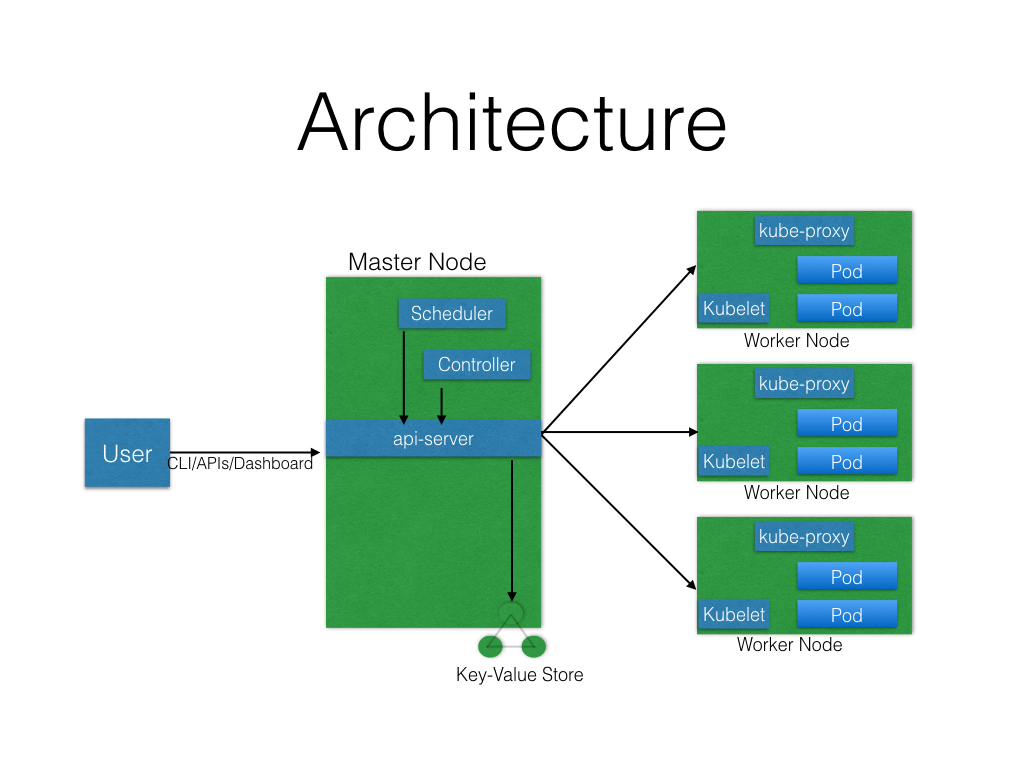 Architecture
Master Node
Scheduler
Controller
api-server
User
CLI/APIs/Dashboard
Key-Value Store
kube-proxy
Pod
Kubelet
Pod
Worker Node
kube-proxy
Pod
Kubelet
Pod
Worker Node
kube-proxy
Pod
Kubelet
Pod
Worker Node